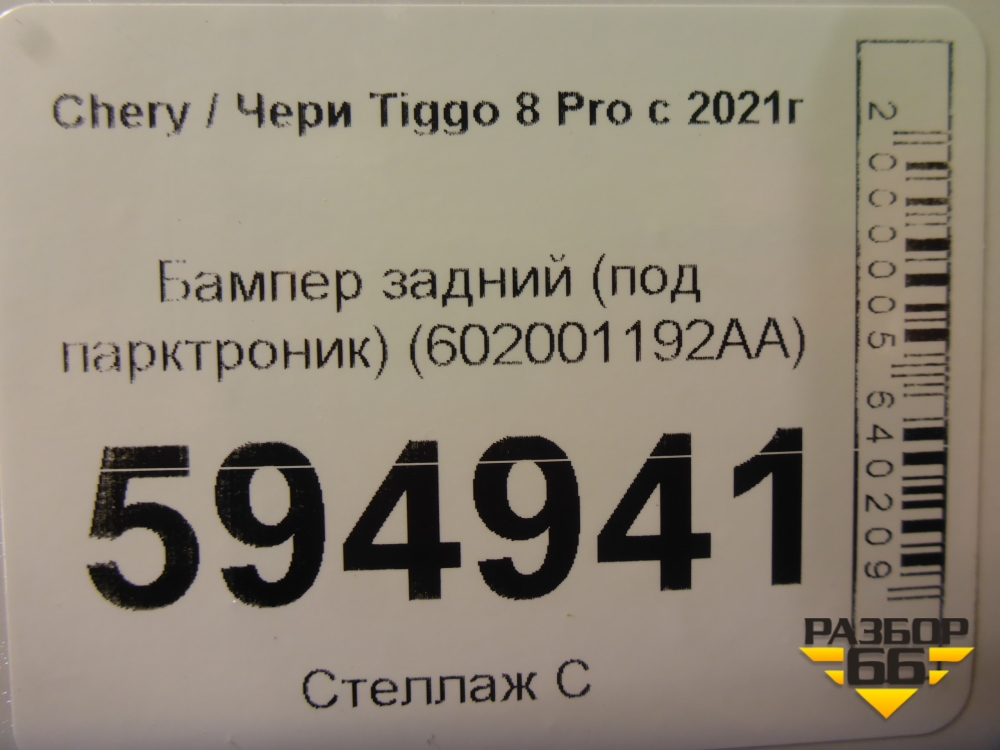 Chery / Чери Tiggo 8 Pro с 2021г
Бампер задний (под
парктроник) (602001192AA)
594941
Стеллаж С
2000005640209
РАЗБОР
66